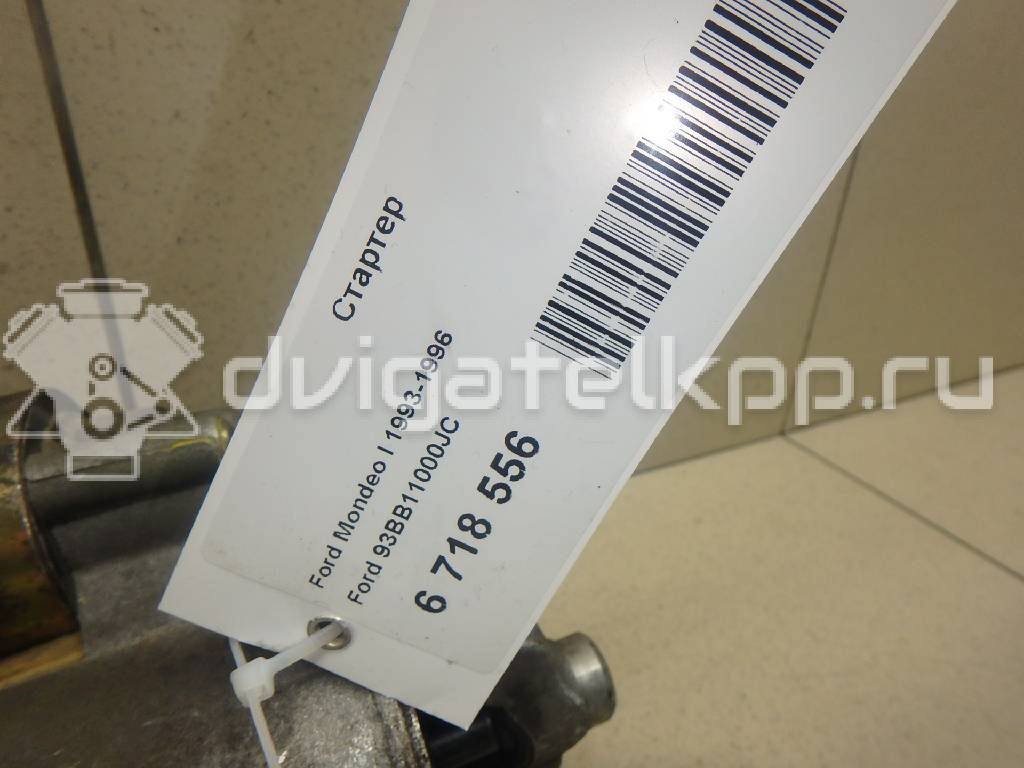 Стартер
Ford Mondeo I 1993-1996
Ford 93BB11000JC
6 718 556
dvigatelkpp.ru